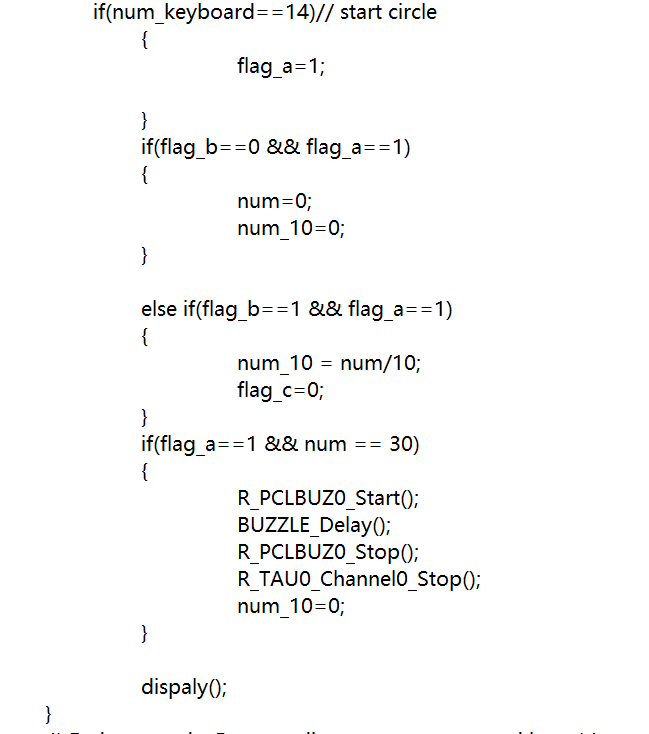 if(num_keyboard==14)// start circle
{
flag_a=1;
}
if(flag_b==0 && flag_a==1)
{
num=0;
num_10=0;
}
else if(flag_b==1 && flag_a==1)
{
num_10 = num/10;
flag_c=0;
}
if(flag_a==1 && num == 30)
{
R_PCLBUZ0_Start();
BUZZLE_Delay();
R_PCLBUZ0_Stop();
R_TAU0_Channel0_Stop();
num_10=0;
}
dispaly();
}